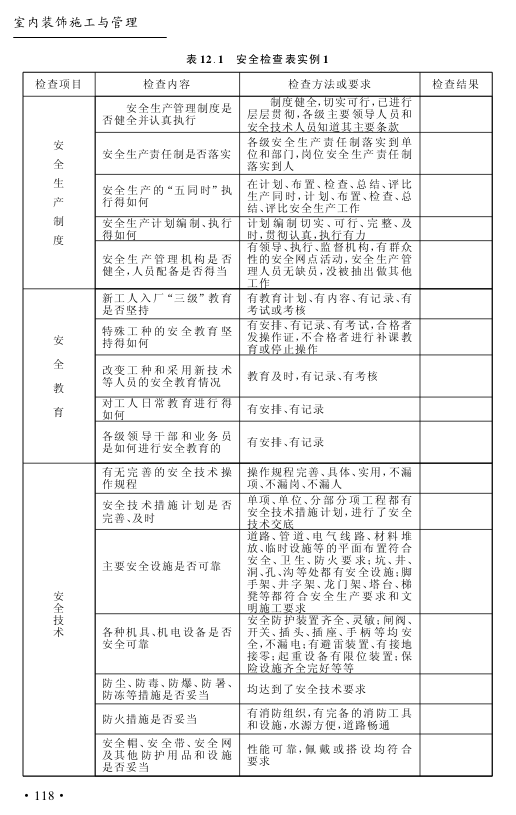 室内装饰施工与管理
表12.1 安全检查表实例1
检查项目 检查内容 检查方法或要求 检查结果
安全生产制度
安全生产管理制度是
否健全并认真执行
制度健全,切实可行,已进行
层层贯彻,各级主要领导人员和
安全技术人员知道其主要条款
安全生产责任制是否落实
各级安全生产责任制落实到单
位和部门,岗位安全生产责任制
落实到人
安全生产的“五同时”执
行得如何
在计划、布置、检查、总结、评比
生产同时,计划、布置、检查、总
结、评比安全生产工作
安全生产计划编制、执行
得如何
计划编制切实、可行、完整、及
时,贯彻认真,执行有力
安全生产管理机构是否
健全,人员配备是否得当
有领导、执行、监督机构,有群众
性的安全网点活动,安全生产管
理人员无缺员,没被抽出做其他
工作
安全教育
新工人入厂“三级”教育
是否坚持
有教育计划、有内容、有记录、有
考试或考核
特殊工种的安全教育坚
持得如何
有安排、有记录、有考试,合格者
发操作证,不合格者进行补课教
育或停止操作
改变工种和采用新技术
等人员的安全教育情况
教育及时,有记录、有考核
对工人日常教育进行得
如何
有安排、有记录
各级领导干部和业务员
是如何进行安全教育的
有安排、有记录
安全技术
有无完善的安全技术操
作规程
操作规程完善、具体、实用,不漏
项、不漏岗、不漏人
安全技术措施计划是否
完善、及时
单项、单位、分部分项工程都有
安全技术措施计划,进行了安全
技术交底
主要安全设施是否可靠
道路、管道、电气线路、材料堆
放、临时设施等的平面布置符合
安全、卫生、防火要求;坑、井、
洞、孔、沟等处都有安全设施;脚
手架、井字架、龙门架、塔台、梯
凳等都符合安全生产要求和文
明施工要求
各种机具、机电设备是否
安全可靠
安全防护装置齐全、灵敏;闸阀、
开关、插头、插座、手柄等均安
全,不漏电;有避雷装置、有接地
接零;起重设备有限位装置;保
险设施齐全完好等等
防尘、防毒、防爆、防暑、
防冻等措施是否妥当
均达到了安全技术要求
防火措施是否妥当
有消防组织,有完备的消防工具
和设施,水源方便,道路畅通
安全帽、安全带、安全网
及其他防护用品和设施
是否妥当
性能可靠,佩戴或搭设均符合
要求
·118·